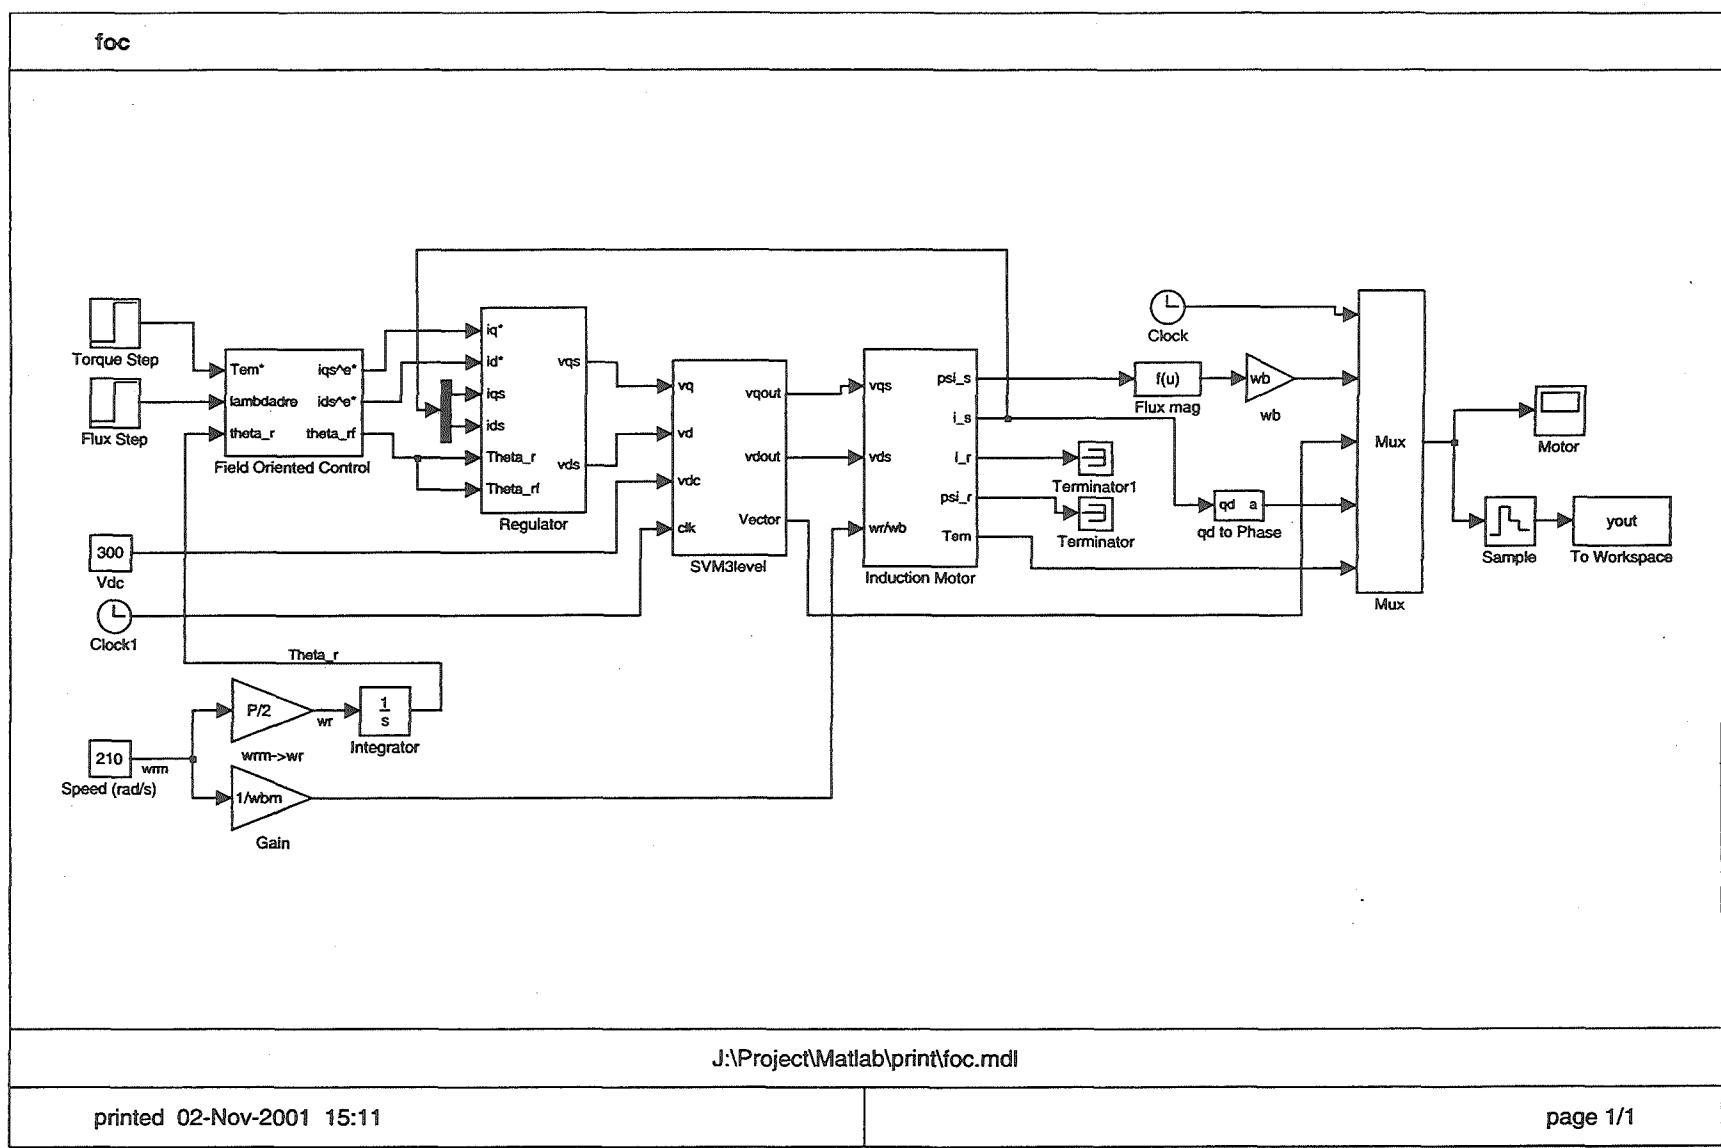 foc
Torque Step
Flux Step
Tem*
lambdadre
theta_r
iqs^e*
ids^e*
theta_rf
Field Oriented Control
iq*
id*
iqs
ids
Theta_r
Theta_rf
vqs
vds
Regulator
vq
vd
vdc
clk
vqout
vdout
Vector
SVM3level
vqs
vds
wr/wb
psi_s
i_s
i_r
psi_r
Tem
Induction Motor
Clock
f(u)
Flux mag
wb
wb
Terminator1
Terminator
qd a
qd to Phase
Mux
Mux
Motor
Sample
yout
To Workspace
300
Vdc
Clock1
Theta_r
P/2
wr
wrm->wr
1
s
Integrator
210
wrm
Speed (rad/s)
1/wbm
Gain
J:\Project\Matlab\print\foc.mdl
printed 02-Nov-2001 15:11
page 1/1